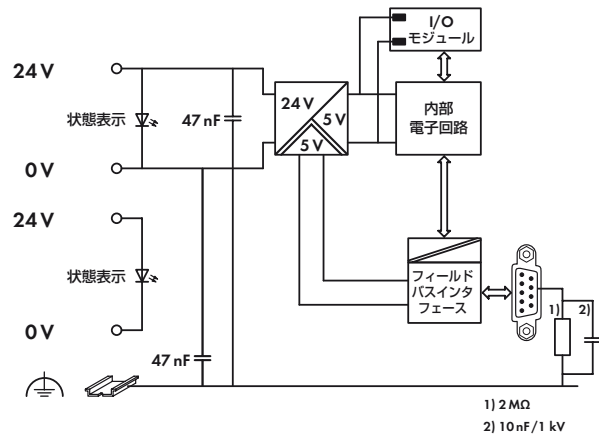 I/O
モジュール
24 V
状態表示
47 nF
24 V
5 V
5 V
内部
電子回路
0 V
24 V
状態表示
フィールド
バスインタ
フェース
0 V
1)
2)
47 nF
1) 2 MΩ
2) 10 nF/1 kV